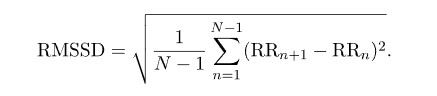 RMSSD = \sqrt{\frac{1}{N-1} \sum_{n=1}^{N-1} (\mathrm{RR}_{n+1} - \mathrm{RR}_n)^2}.